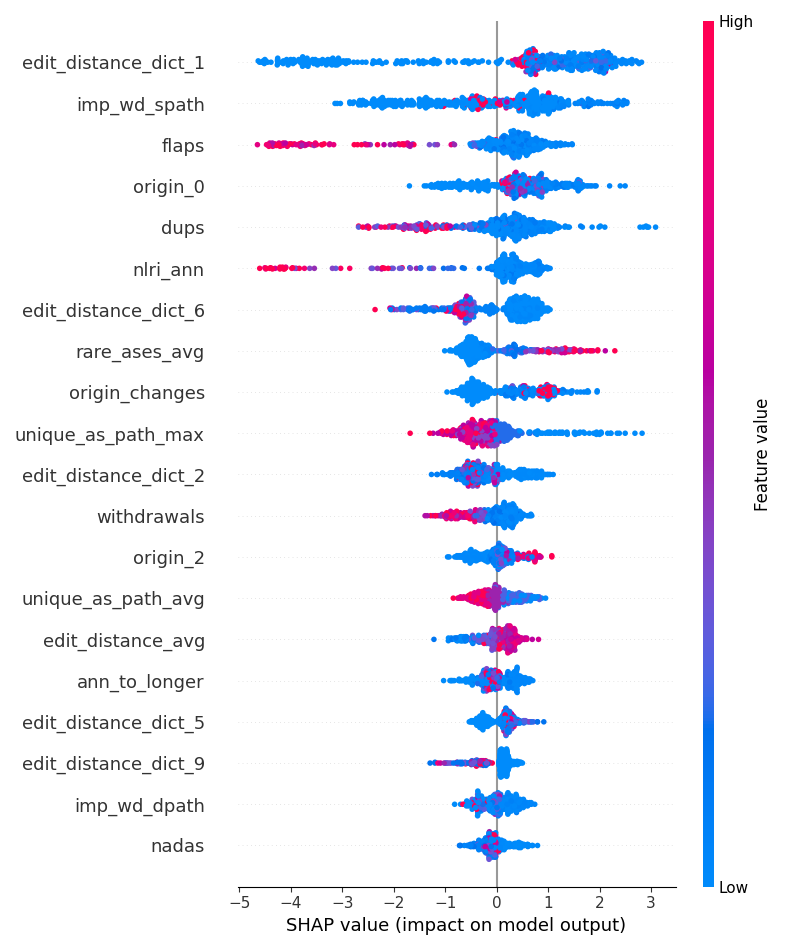 High
edit_distance_dict_1
imp_wd_spath
flaps
origin_0
dups
nlri_ann
edit_distance_dict_6
rare_ases_avg
origin_changes
unique_as_path_max
edit_distance_dict_2
withdrawals
origin_2
unique_as_path_avg
edit_distance_avg
ann_to_longer
edit_distance_dict_5
edit_distance_dict_9
imp_wd_dpath
nadas
Feature value
Low
−5 −4 −3 −2 −1 0 1 2 3
SHAP value (impact on model output)